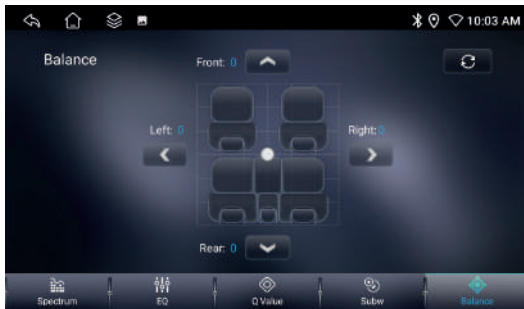 10:03 AM
Balance
Front: 0
Left: 0
Right: 0
Rear: 0
Spectrum
EQ
Q Value
Subw
Balance